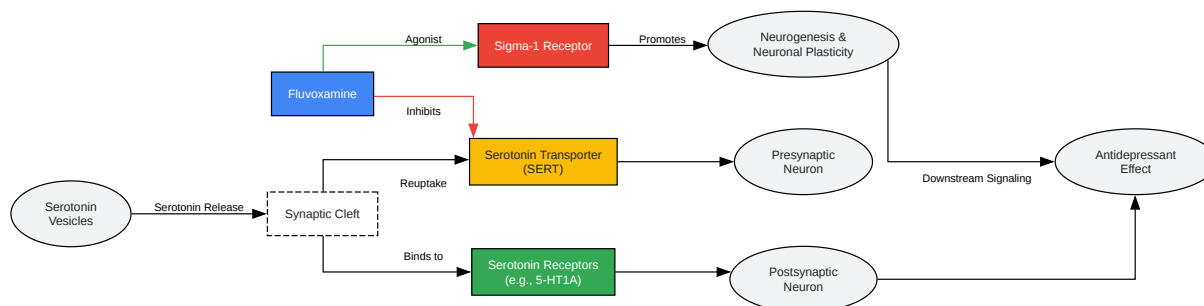 Agonist
Sigma-1 Receptor
Promotes
Neurogenesis &
Neuronal Plasticity
Fluvoxamine
Inhibits
Serotonin Transporter
(SERT)
Presynaptic
Neuron
Antidepressant
Effect
Reuptake
Downstream Signaling
Serotonin
Vesicles
Serotonin Release
Synaptic Cleft
Binds to
Serotonin Receptors
(e.g., 5-HT1A)
Postsynaptic
Neuron